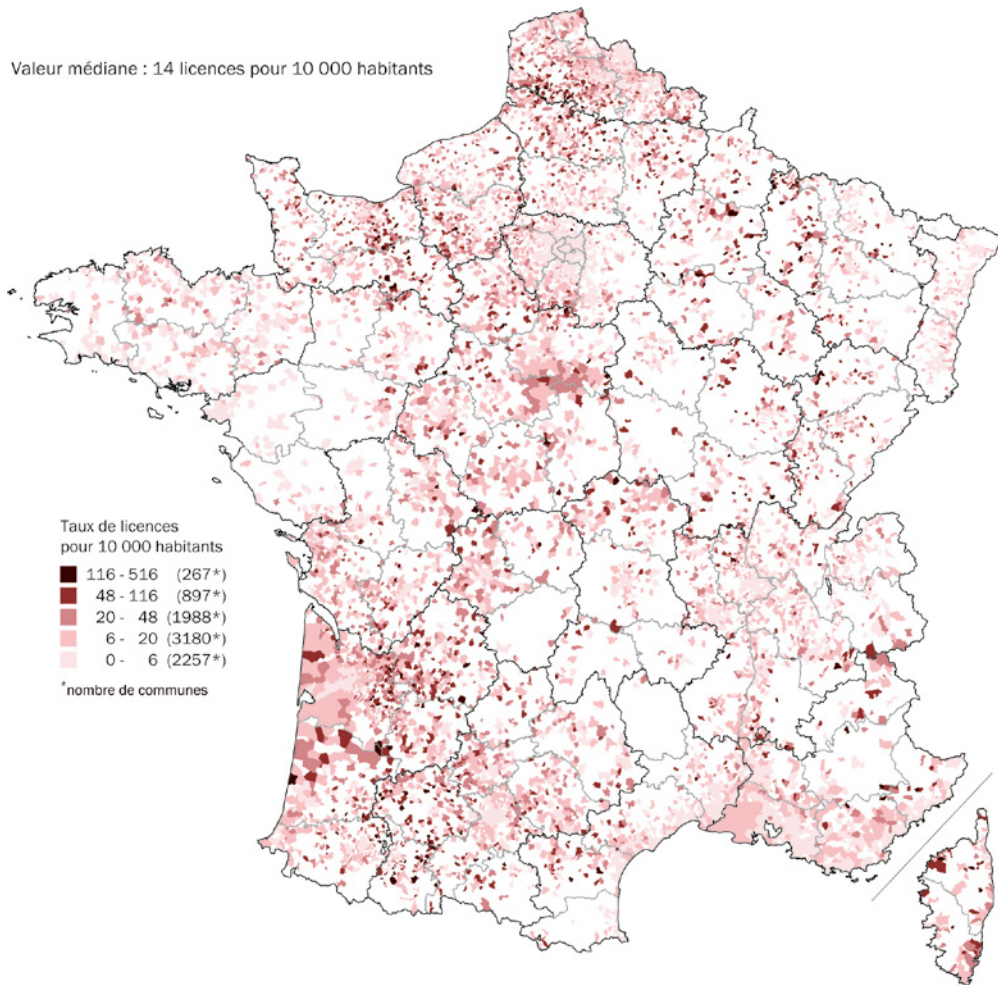 Valeur médiane : 14 licences pour 10 000 habitants
Taux de licences
pour 10 000 habitants
116 - 516 (267*)
48 - 116 (897*)
20 - 48 (1988*)
6 - 20 (3180*)
0 - 6 (2257*)
*nombre de communes